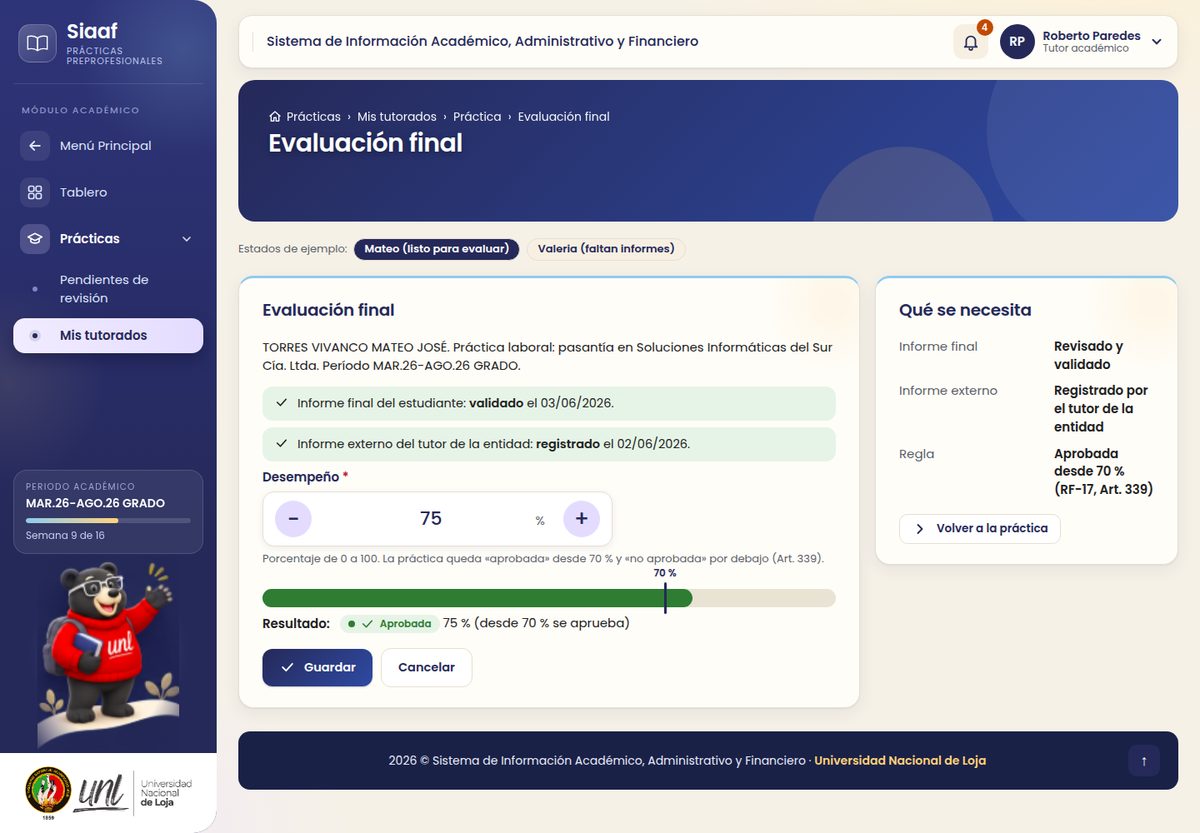 Siaaf
PRÁCTICAS
PREPROFESIONALES
MÓDULO ACADÉMICO
Menú Principal
Tablero
Prácticas
Pendientes de
revisión
Mis tutorados
PERIODO ACADÉMICO
MAR.26-AGO.26 GRADO
Semana 9 de 16
unl
1859
unl
Universidad
Nacional
de Loja
Sistema de Información Académico, Administrativo y Financiero
4
RP
Roberto Paredes
Tutor académico
Prácticas › Mis tutorados › Práctica › Evaluación final
Evaluación final
Estados de ejemplo: Mateo (listo para evaluar) Valeria (faltan informes)
Evaluación final
TORRES VIVANCO MATEO JOSÉ. Práctica laboral: pasantía en Soluciones Informáticas del Sur
Cía. Ltda. Período MAR.26-AGO.26 GRADO.
Informe final del estudiante: validado el 03/06/2026.
Informe externo del tutor de la entidad: registrado el 02/06/2026.
Desempeño *
− 75 % +
Porcentaje de 0 a 100. La práctica queda «aprobada» desde 70 % y «no aprobada» por debajo (Art. 339).
70 %
Resultado: Aprobada 75 % (desde 70 % se aprueba)
Guardar Cancelar
Qué se necesita
Informe final Revisado y
validado
Informe externo Registrado por
el tutor de la
entidad
Regla Aprobada
desde 70 %
(RF-17, Art. 339)
Volver a la práctica
2026 © Sistema de Información Académico, Administrativo y Financiero · Universidad Nacional de Loja
↑